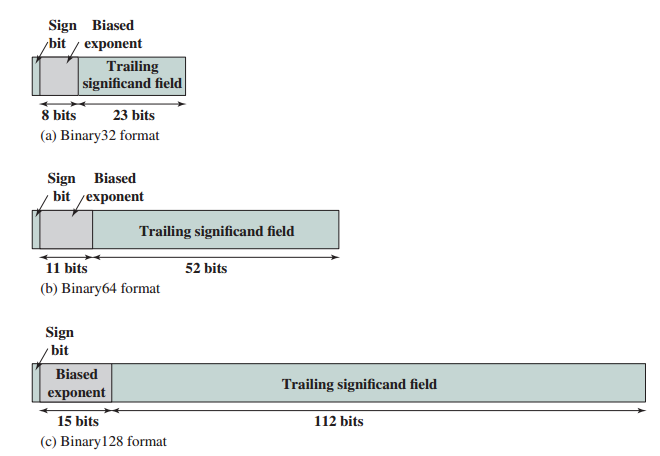 Sign Biased
bit exponent
Trailing
significand field
8 bits 23 bits
(a) Binary32 format
Sign Biased
bit exponent
Trailing significand field
11 bits 52 bits
(b) Binary64 format
Sign
bit
Biased
exponent
Trailing significand field
15 bits 112 bits
(c) Binary128 format